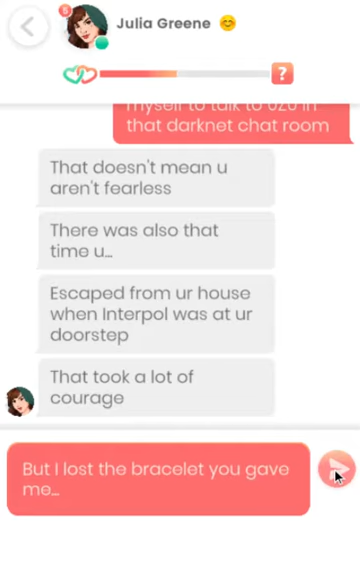 5
Julia Greene 😊
?
myself to talk to 020 in
that darknet chat room
That doesn't mean u
aren't fearless
There was also that
time u...
Escaped from ur house
when Interpol was at ur
doorstep
That took a lot of
courage
But I lost the bracelet you gave
me...